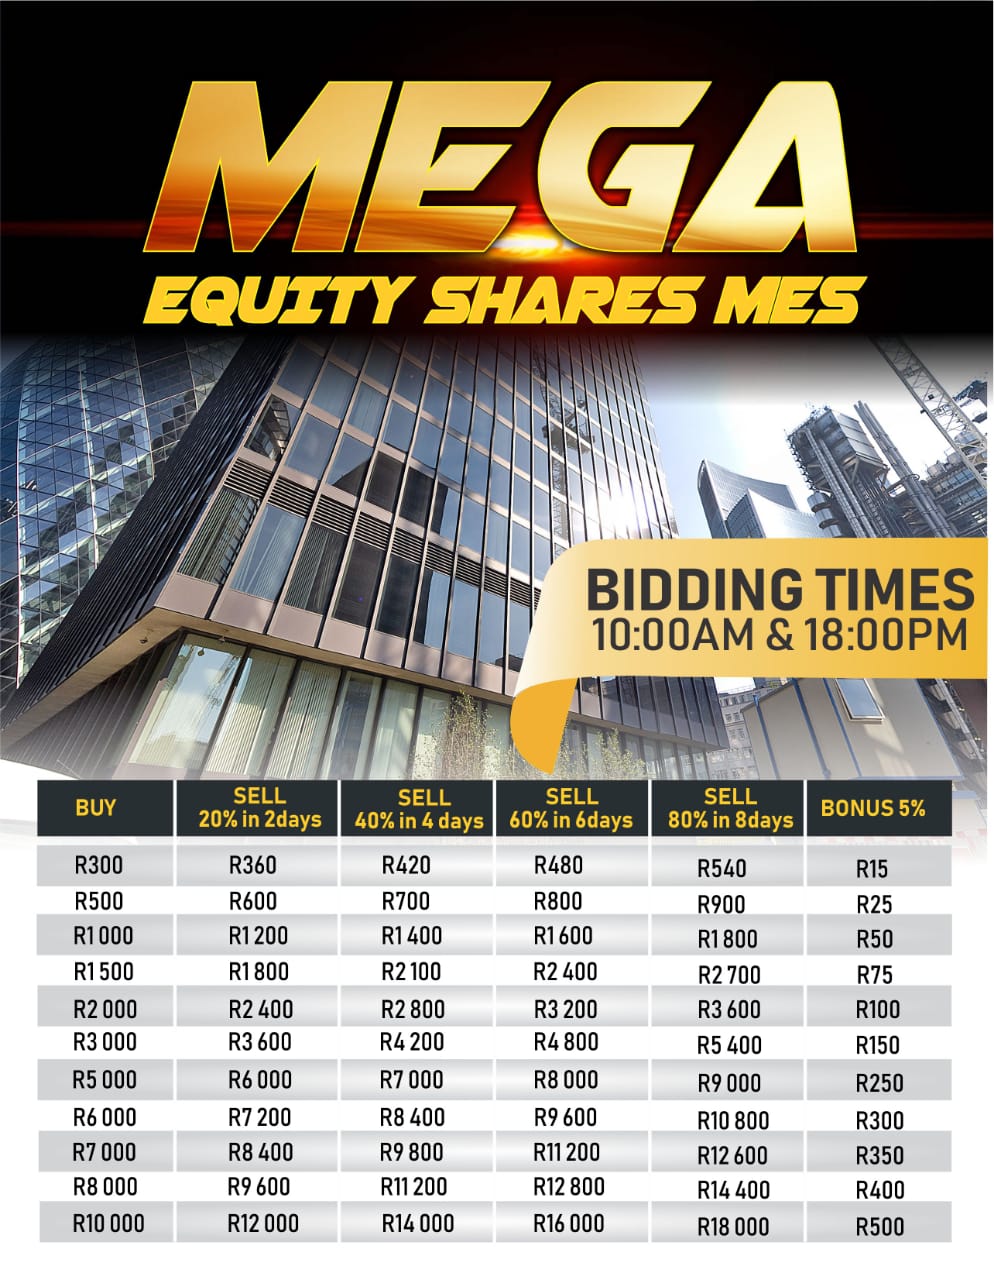 MEGA
EQUITY SHARES MES
BIDDING TIMES
10:00AM & 18:00PM
BUY SELL 20% in 2days SELL 40% in 4 days SELL 60% in 6days SELL 80% in 8days BONUS 5%
R300 R360 R420 R480 R540 R15
R500 R600 R700 R800 R900 R25
R1 000 R1 200 R1 400 R1 600 R1 800 R50
R1 500 R1 800 R2 100 R2 400 R2 700 R75
R2 000 R2 400 R2 800 R3 200 R3 600 R100
R3 000 R3 600 R4 200 R4 800 R5 400 R150
R5 000 R6 000 R7 000 R8 000 R9 000 R250
R6 000 R7 200 R8 400 R9 600 R10 800 R300
R7 000 R8 400 R9 800 R11 200 R12 600 R350
R8 000 R9 600 R11 200 R12 800 R14 400 R400
R10 000 R12 000 R14 000 R16 000 R18 000 R500